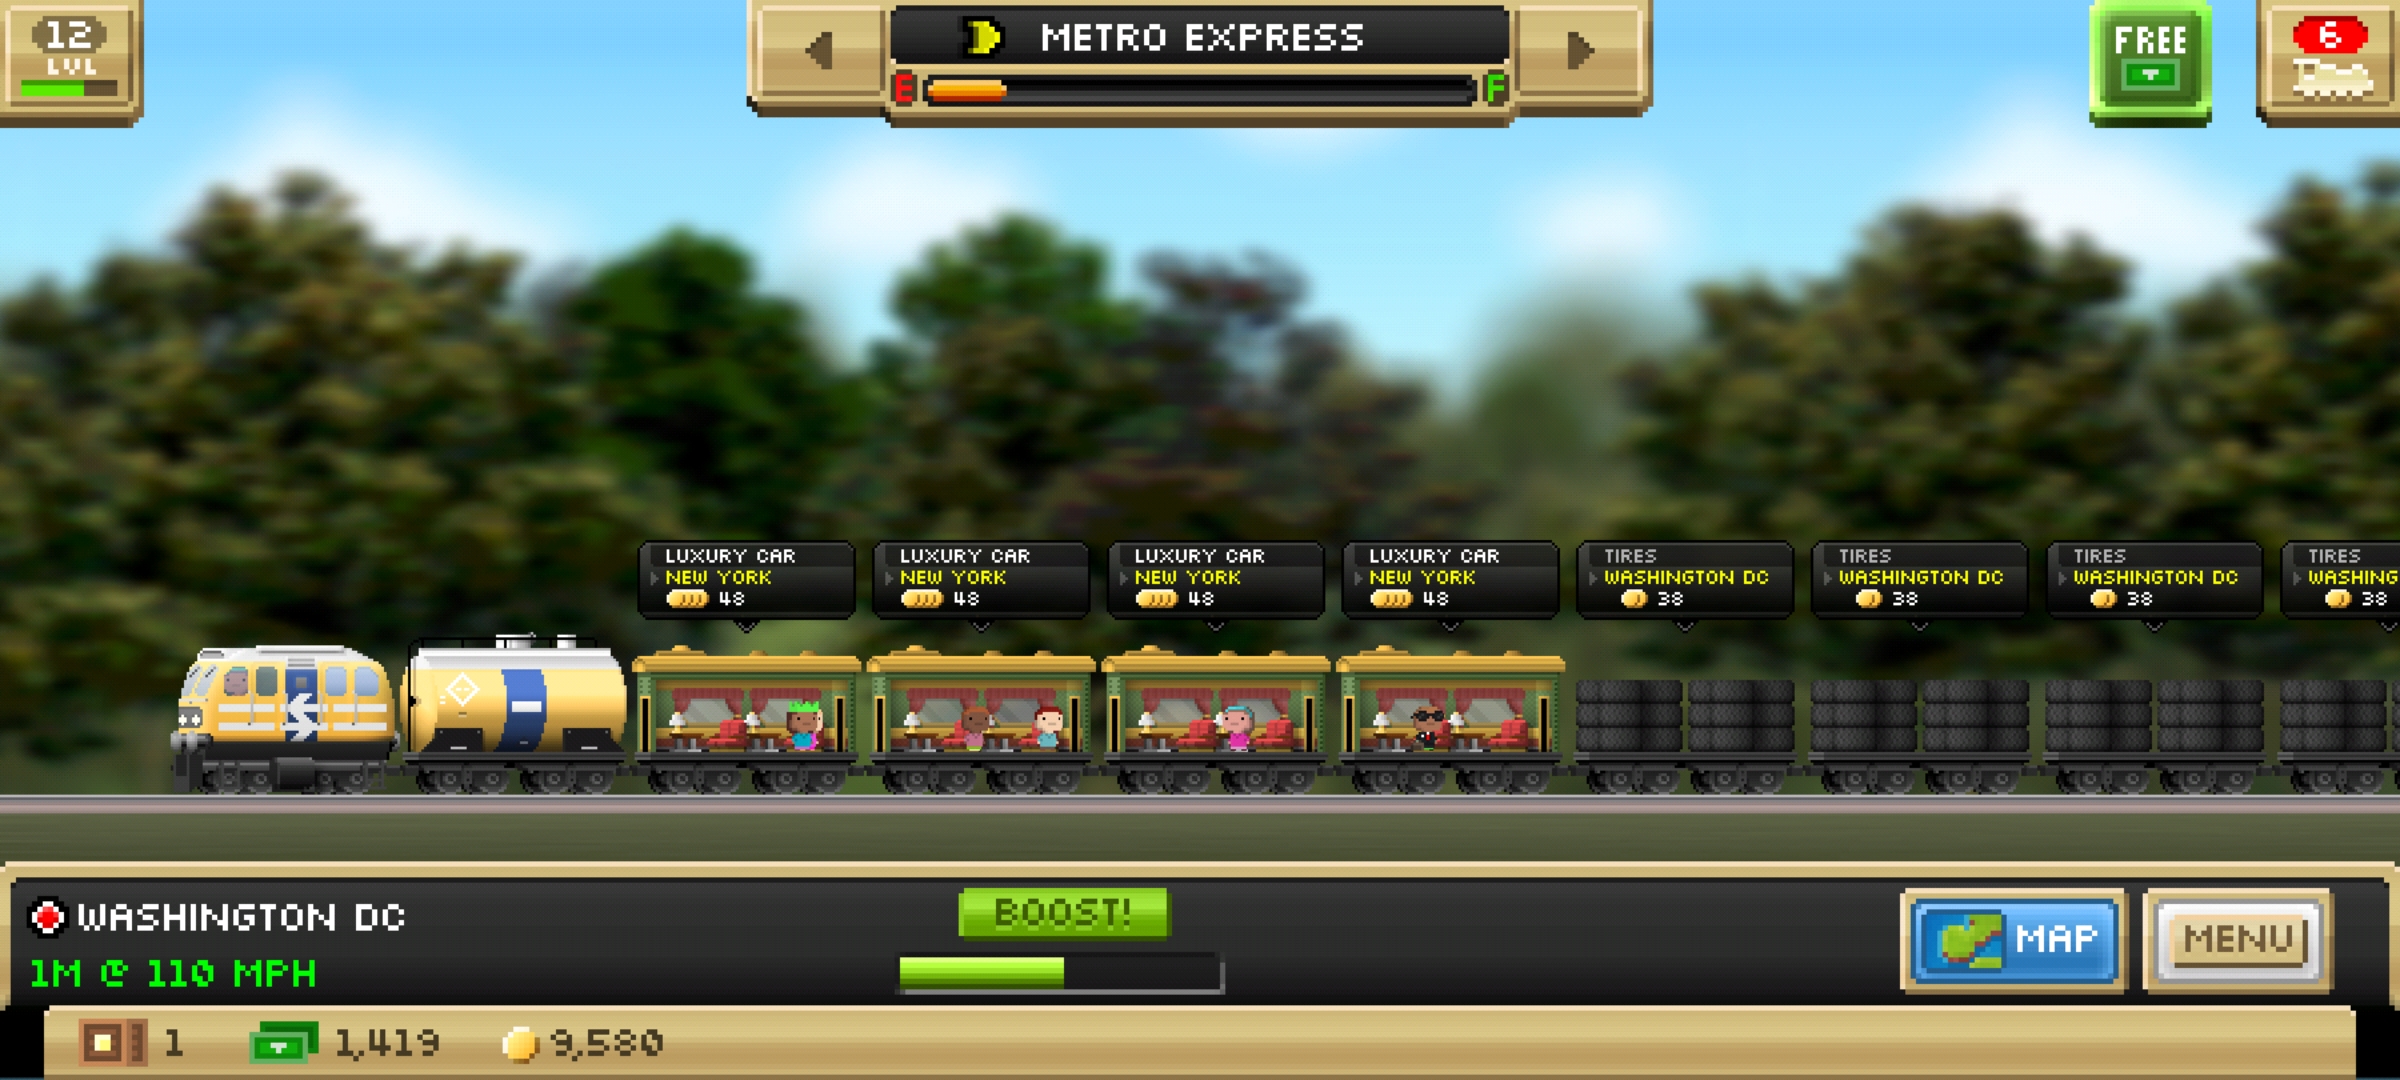 12
LVL
METRO EXPRESS
E
F
FREE
6
LUXURY CAR
NEW YORK
48
LUXURY CAR
NEW YORK
48
LUXURY CAR
NEW YORK
48
LUXURY CAR
NEW YORK
48
TIRES
WASHINGTON DC
38
TIRES
WASHINGTON DC
38
TIRES
WASHINGTON DC
38
TIRES
WASHING
38
WASHINGTON DC
1M @ 110 MPH
BOOST!
MAP
MENU
1
1,419
9,580